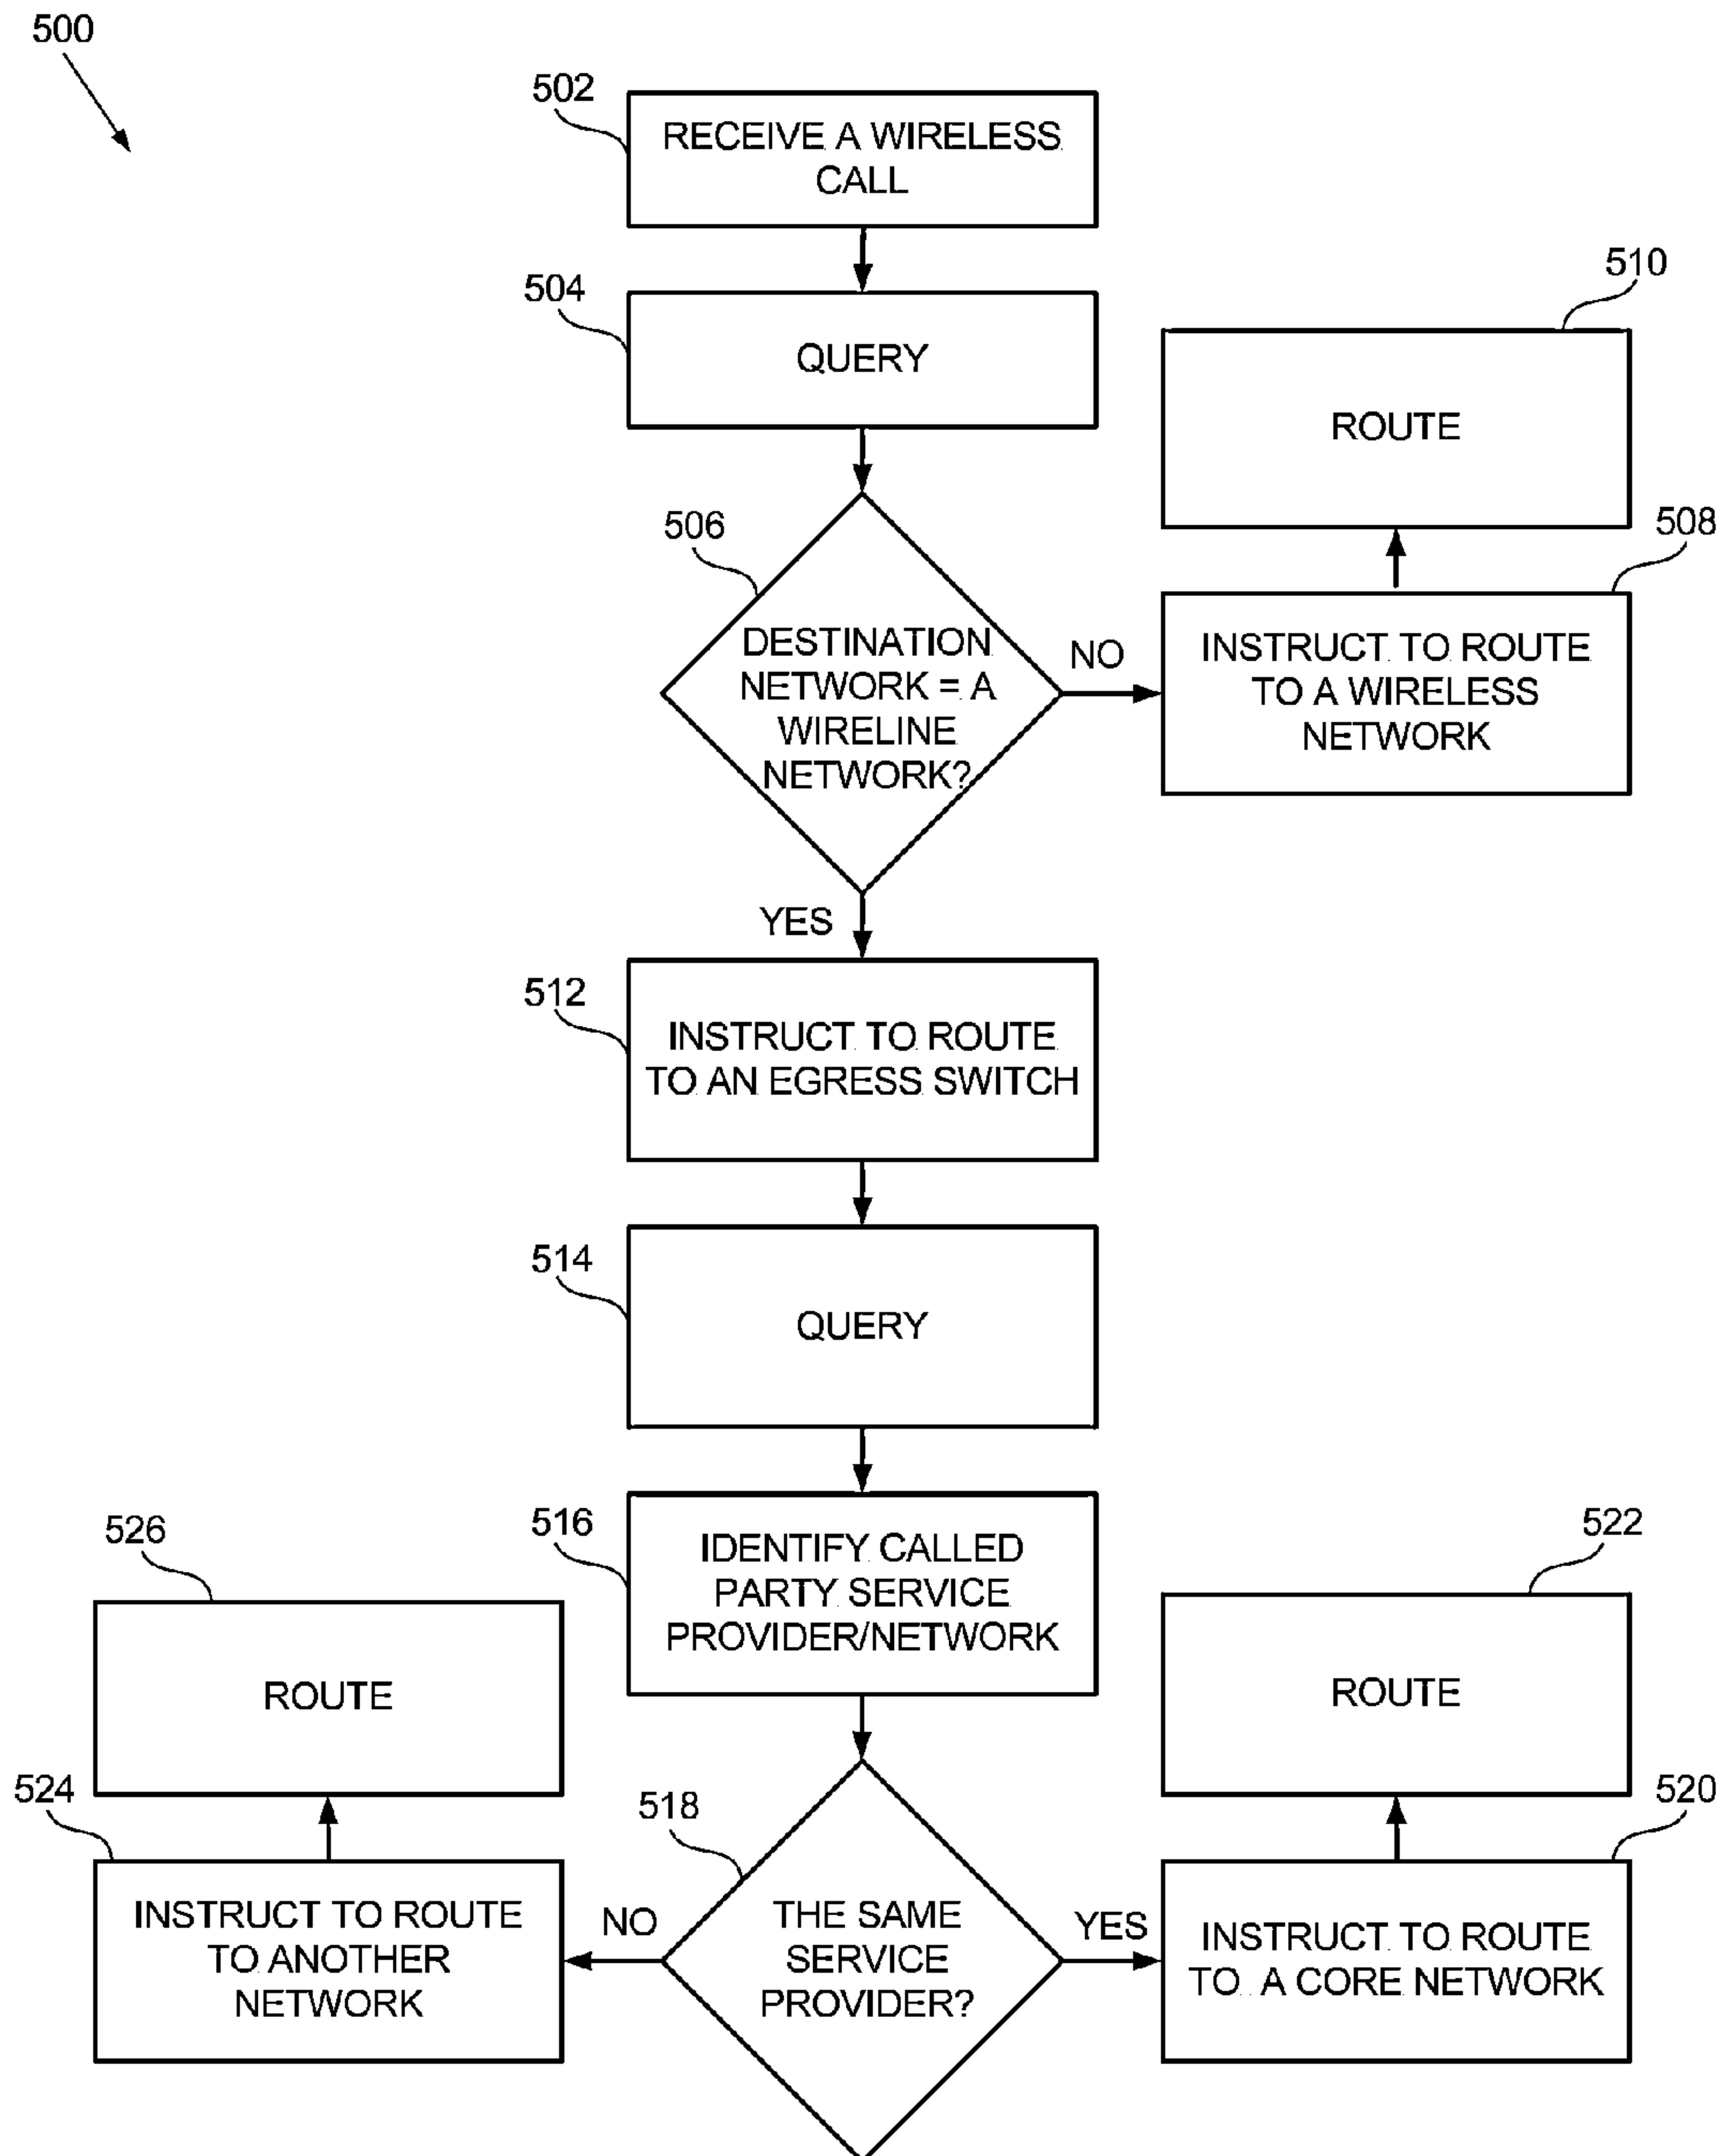 500
502
RECEIVE A WIRELESS
CALL
504
QUERY
510
ROUTE
506
DESTINATION
NETWORK = A
WIRELINE
NETWORK?
NO
508
INSTRUCT TO ROUTE
TO A WIRELESS
NETWORK
YES
512
INSTRUCT TO ROUTE
TO AN EGRESS SWITCH
514
QUERY
516
IDENTIFY CALLED
PARTY SERVICE
PROVIDER/NETWORK
526
ROUTE
522
ROUTE
524
INSTRUCT TO ROUTE
TO ANOTHER
NETWORK
NO
518
THE SAME
SERVICE
PROVIDER?
YES
520
INSTRUCT TO ROUTE
TO A CORE NETWORK